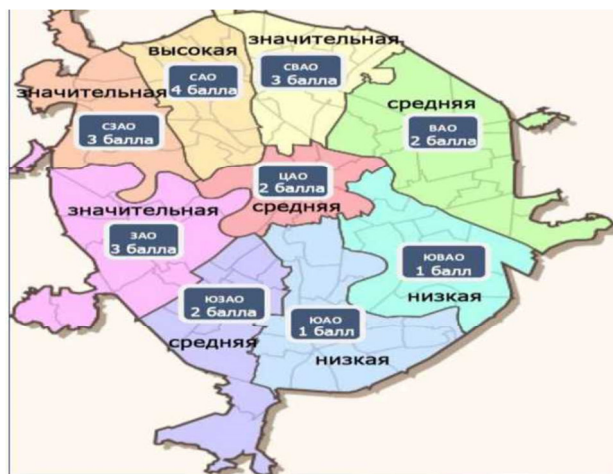 значительная
высокая
СВАО
3 балла
САО
4 балла
значительная
средняя
СЗАО
3 балла
ВАО
2 балла
ЦАО
2 балла
средняя
значительная
ЗАО
3 балла
ЮВАО
1 балл
низкая
ЮЗАО
2 балла
ЮАО
1 балл
средняя
низкая